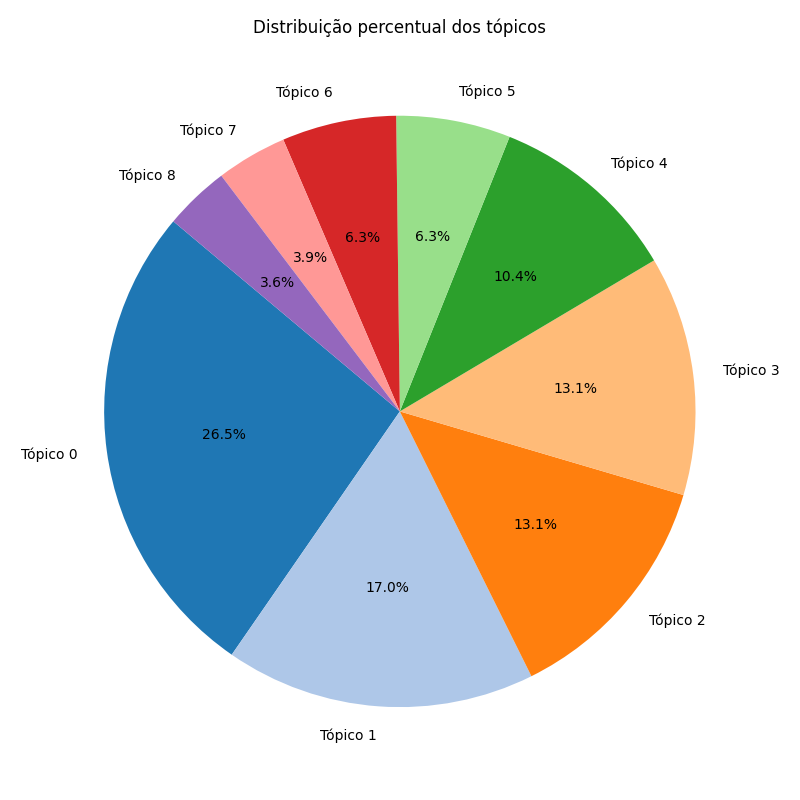 Distribuição percentual dos tópicos
Tópico 6
Tópico 5
Tópico 7
Tópico 4
Tópico 8
6.3%
6.3%
3.9%
10.4%
3.6%
Tópico 3
13.1%
26.5%
Tópico 0
13.1%
17.0%
Tópico 2
Tópico 1